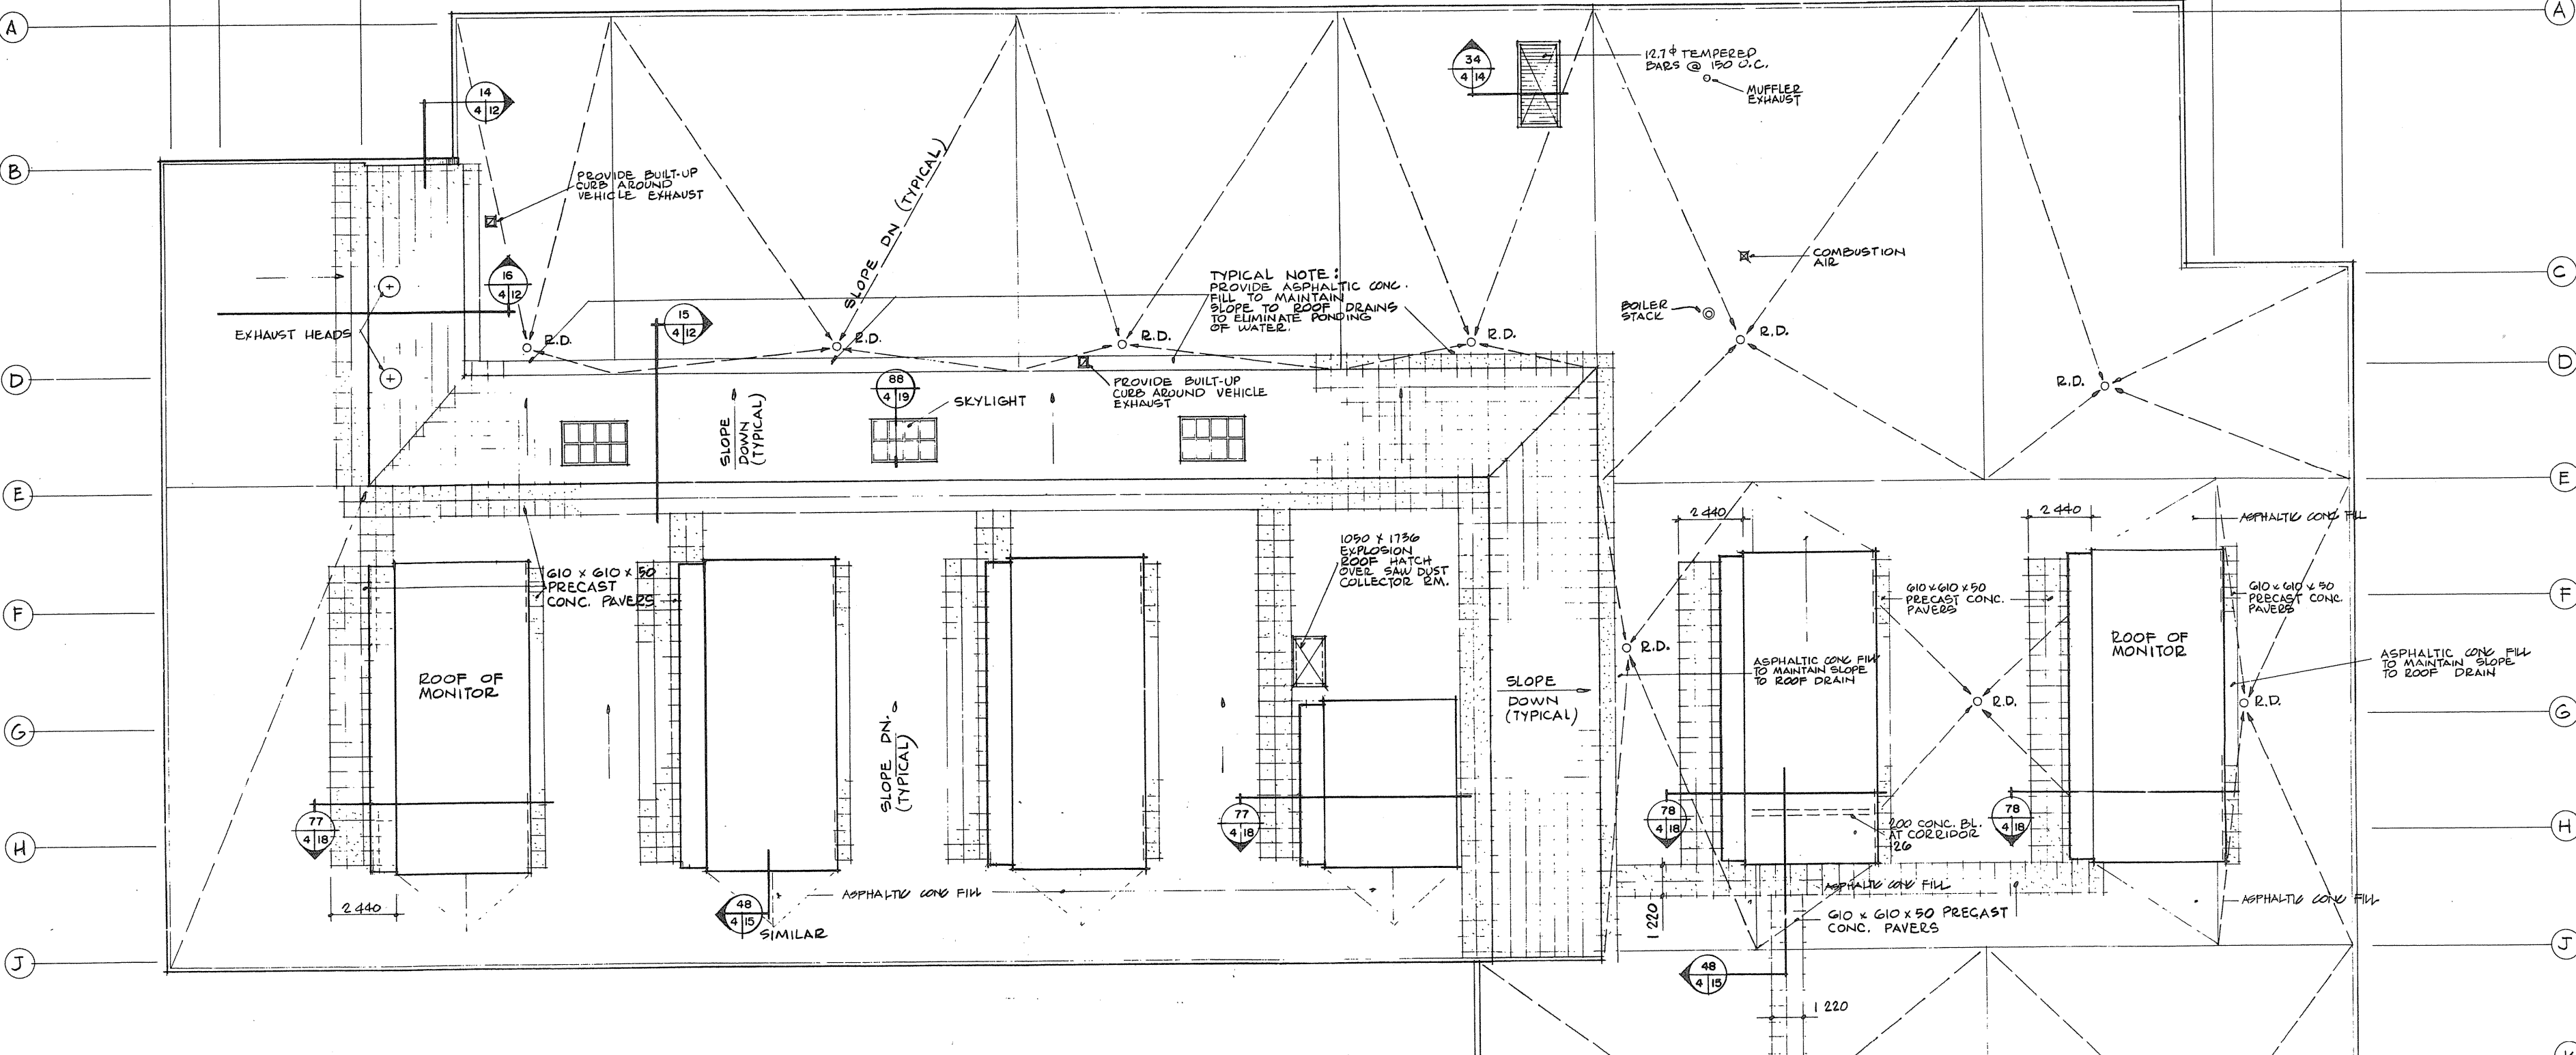 A
A
34
4 14
12.7ϕ TEMPERED
BARS @ 150 O.C.
MUFFLER
EXHAUST
14
4 12
B
PROVIDE BUILT-UP
CURB AROUND
VEHICLE EXHAUST
SLOPE DN (TYPICAL)
COMBUSTION
AIR
C
16
4 12
TYPICAL NOTE:
PROVIDE ASPHALTIC CONC.
FILL TO MAINTAIN
SLOPE TO ROOF DRAINS
TO ELIMINATE PONDING
OF WATER.
BOILER
STACK
EXHAUST HEADS
15
4 12
R.D.
R.D.
R.D.
R.D.
R.D.
D
D
R.D.
88
4 19
SKYLIGHT
PROVIDE BUILT-UP
CURB AROUND VEHICLE
EXHAUST
SLOPE
DOWN
(TYPICAL)
E
E
2 440
2 440
ASPHALTIC CONC FILL
1050 X 1736
EXPLOSION
ROOF HATCH
OVER SAW DUST
COLLECTOR RM.
610 X 610 X 50
PRECAST
CONC. PAVERS
610 X 610 X 50
PRECAST CONC.
PAVERS
610 X 610 X 50
PRECAST CONC.
PAVERS
F
F
ROOF OF
MONITOR
ROOF OF
MONITOR
R.D.
ASPHALTIC CONC FILL
TO MAINTAIN SLOPE
TO ROOF DRAIN
ASPHALTIC CONC FILL
TO MAINTAIN SLOPE
TO ROOF DRAIN
SLOPE
DOWN
(TYPICAL)
R.D.
R.D.
G
G
SLOPE DN.
(TYPICAL)
77
4 18
77
4 18
78
4 18
78
4 18
200 CONC. BL.
AT CORRIDOR
126
H
H
2 440
ASPHALTIC CONC FILL
48
4 15
SIMILAR
1 220
ASPHALTIC CONC FILL
610 X 610 X 50 PRECAST
CONC. PAVERS
ASPHALTIC CONC FILL
J
J
48
4 15
1 220